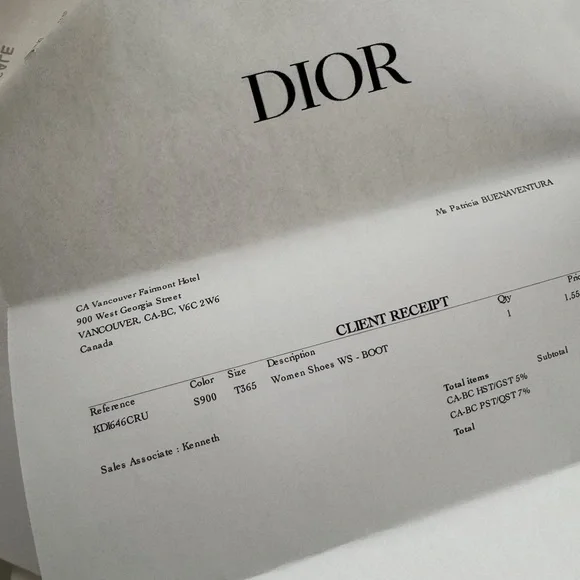 DIOR
Ms Patricia BUENAVENTURA
CA Vancouver Fairmont Hotel
900 West Georgia Street
VANCOUVER, CA-BC, V6C 2W6
Canada
CLIENT RECEIPT
Reference Color Size Description Qty
KDI646CRU S900 T365 Women Shoes WS - BOOT 1
Sales Associate : Kenneth
Total items Subtotal
CA-BC HST/GST 5%
CA-BC PST/QST 7%
Total